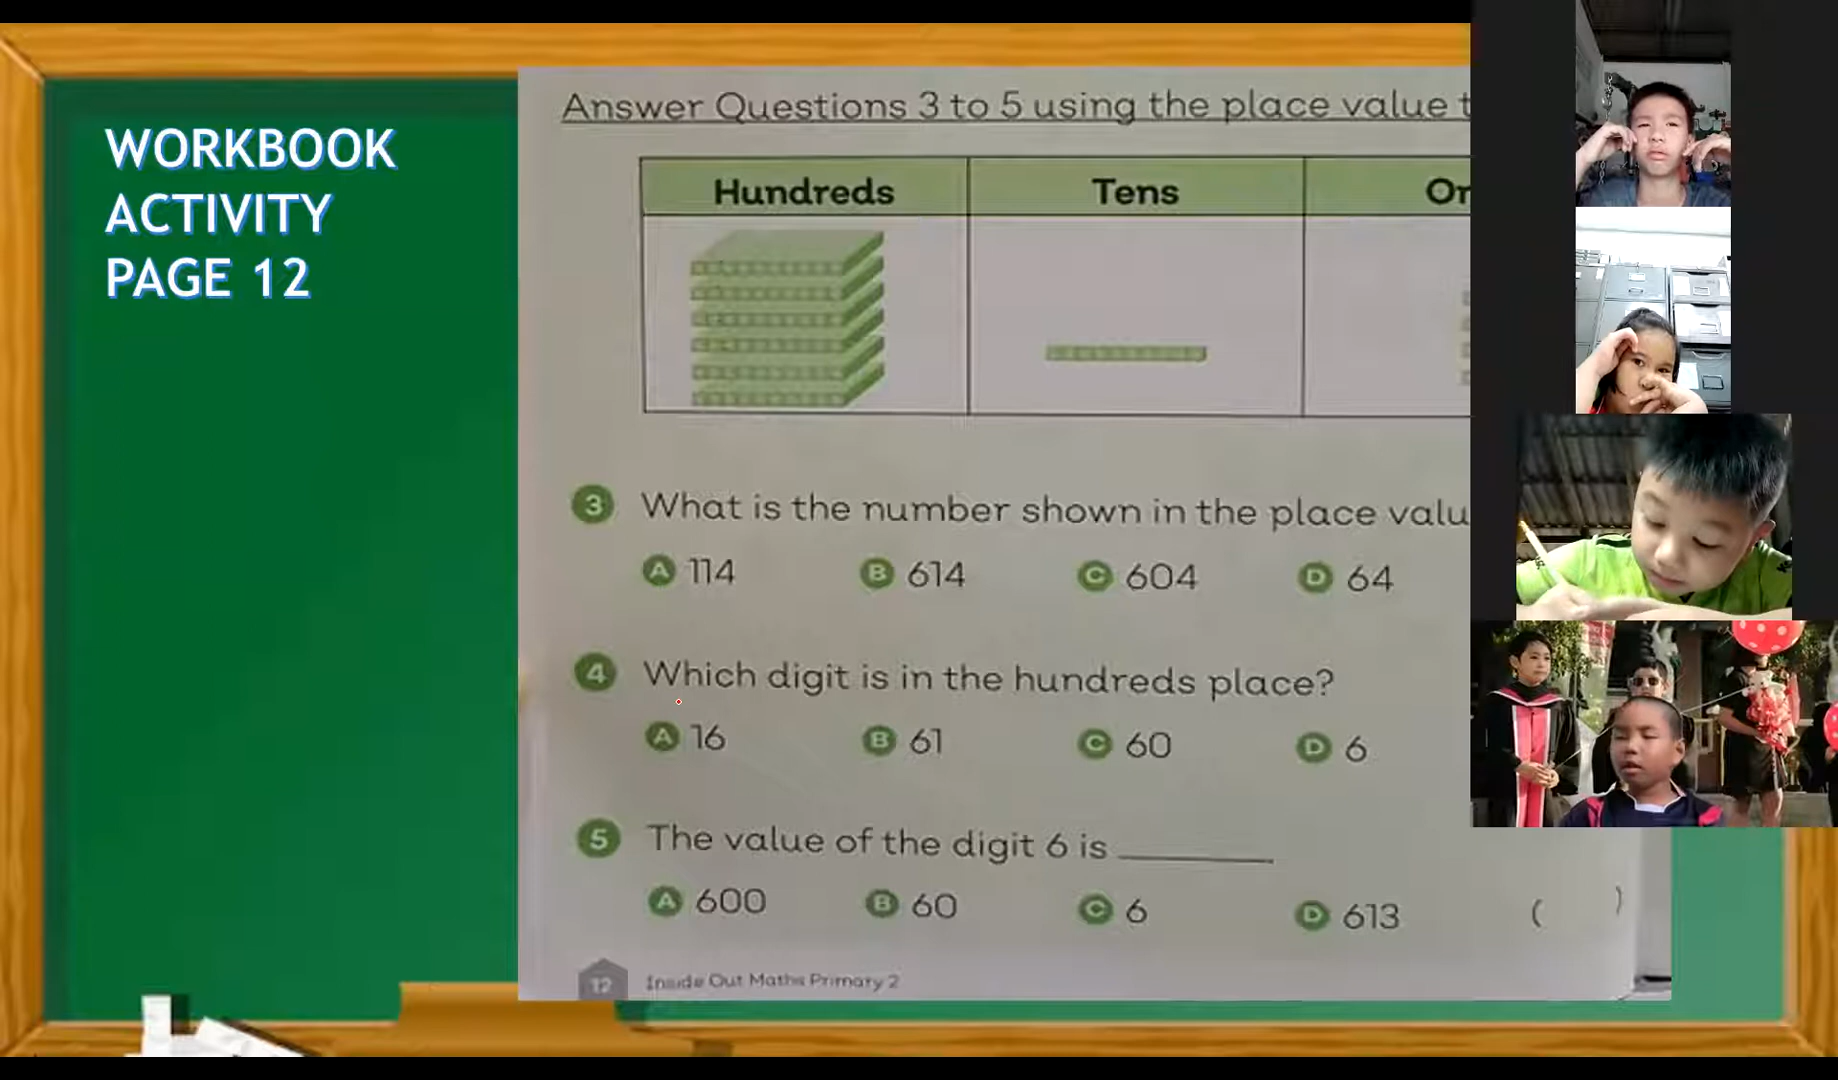 WORKBOOK
ACTIVITY
PAGE 12
Answer Questions 3 to 5 using the place value t
Hundreds Tens Or
3 What is the number shown in the place valu
A 114 B 614 C 604 D 64
4 Which digit is in the hundreds place?
A 16 B 61 C 60 D 6
5 The value of the digit 6 is ________
A 600 B 60 C 6 D 613 ( )
12 Inside Out Maths Primary 2